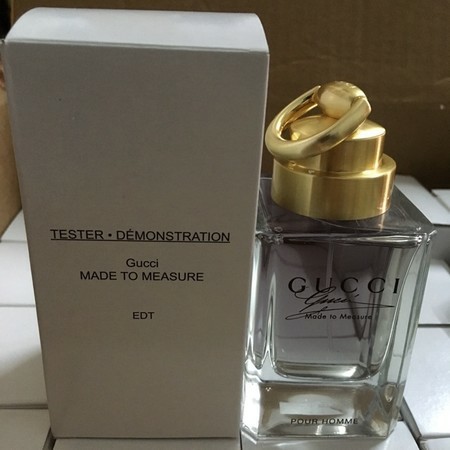 TESTER • DÉMONSTRATION
Gucci
MADE TO MEASURE
EDT
GUCCI
Gucci
Made to Measure
POUR HOMME